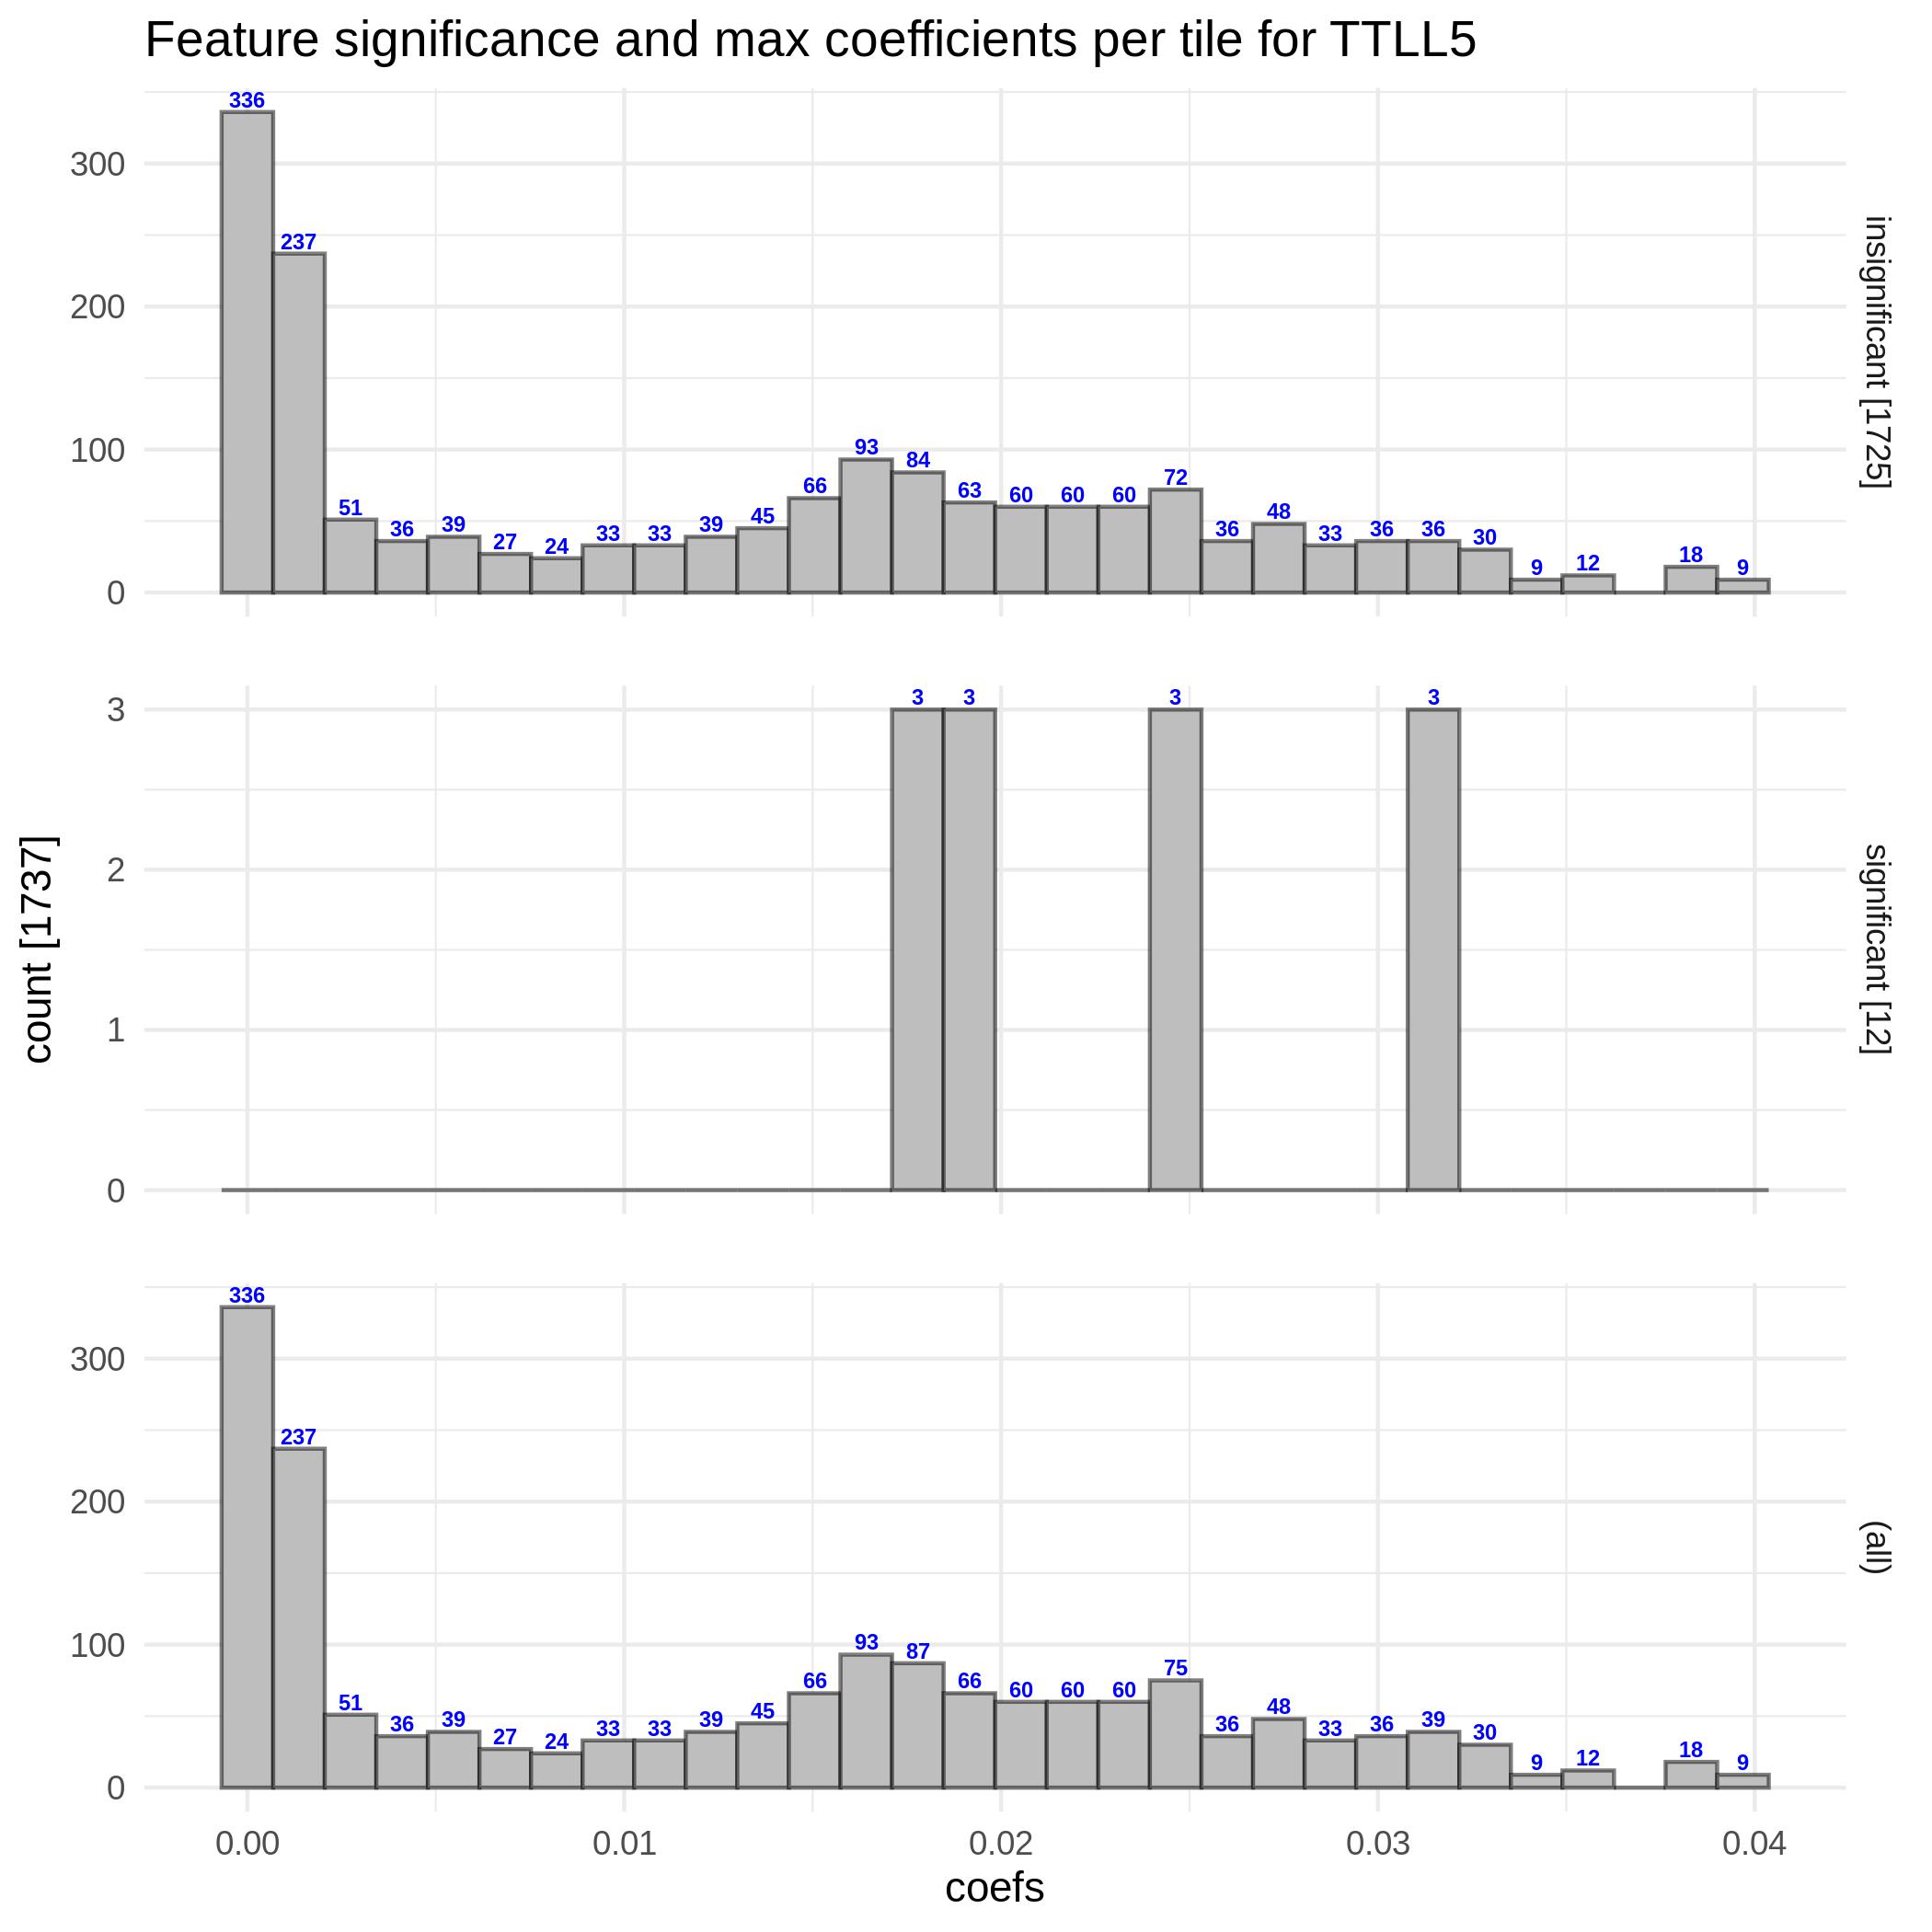 Feature significance and max coefficients per tile for TTLL5
336
300
237
200
100
51 36 39 27 24 33 33 39 45 66 93 84 63 60 60 60 72 36 48 33 36 36 30 9 12 18 9
0
insignificant [1725]
3 3 3 3
3
2
1
0
significant [12]
count [1737]
336
300
237
200
100
51 36 39 27 24 33 33 39 45 66 93 87 66 60 60 60 75 36 48 33 36 39 30 9 12 18 9
0
(all)
0.00 0.01 0.02 0.03 0.04
coefs